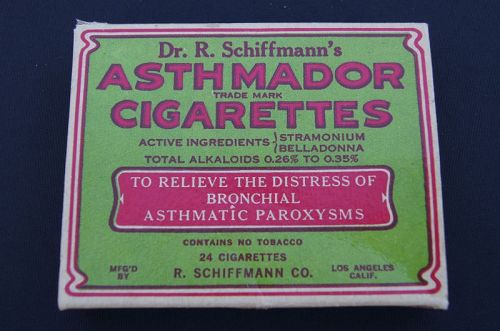 Dr. R. Schiffmann's
ASTHMADOR
TRADE MARK
CIGARETTES
ACTIVE INGREDIENTS { STRAMONIUM
BELLADONNA
TOTAL ALKALOIDS 0.26% TO 0.35%
TO RELIEVE THE DISTRESS OF
BRONCHIAL
ASTHMATIC PAROXYSMS
CONTAINS NO TOBACCO
24 CIGARETTES
MFG'D BY
R. SCHIFFMANN CO.
LOS ANGELES
CALIF.